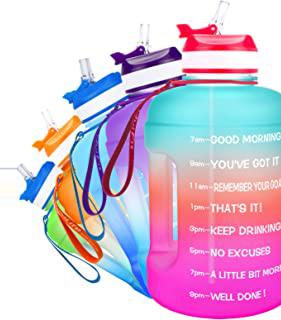 7am- GOOD MORNING
9am- YOU'VE GOT IT
11am- REMEMBER YOUR GOA
1pm- THAT'S IT!
3pm- KEEP DRINKING
5pm- NO EXCUSES
7pm- A LITTLE BIT MORE
9pm- WELL DONE!